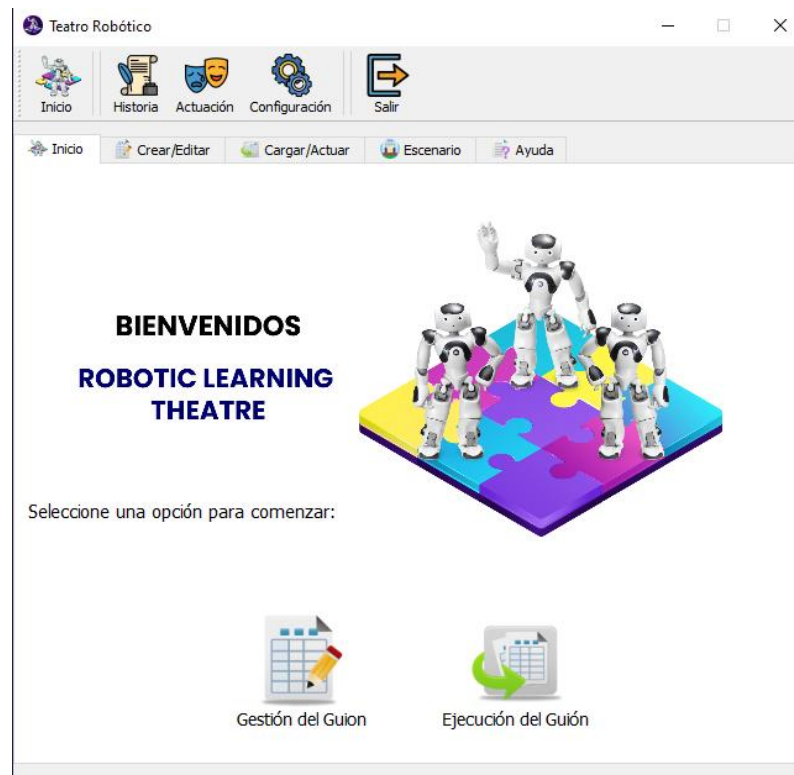 Teatro Robótico
Inicio Historia Actuación Configuración Salir
Inicio Crear/Editar Cargar/Actuar Escenario Ayuda
BIENVENIDOS
ROBOTIC LEARNING
THEATRE
Seleccione una opción para comenzar:
Gestión del Guion Ejecución del Guión